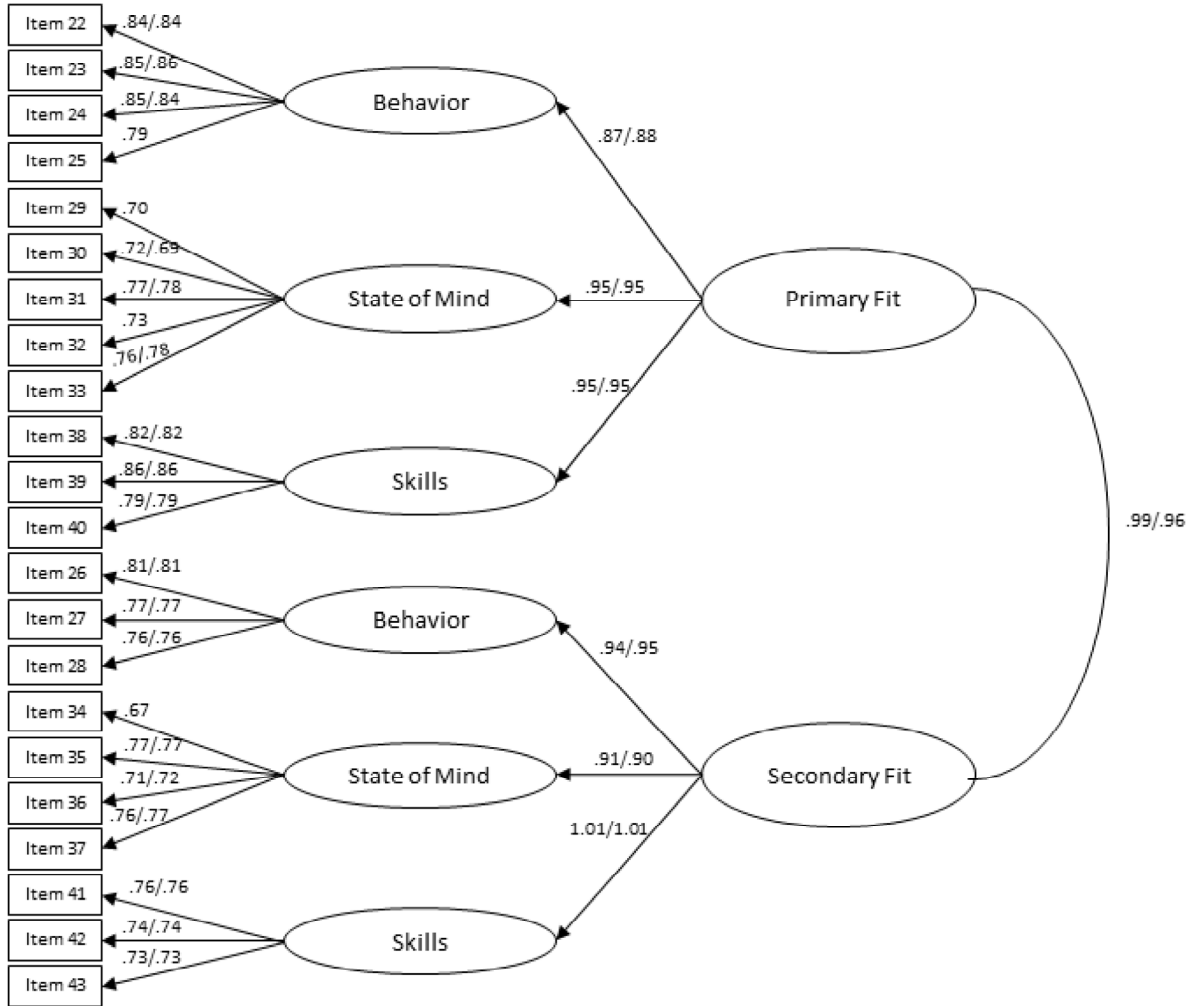 Item 22
.84/.84
Item 23
.85/.86
Item 24
.85/.84
Item 25
.79
Behavior
.87/.88
Item 29
.70
Item 30
.72/.69
Item 31
.77/.78
Item 32
.73
Item 33
.76/.78
State of Mind
.95/.95
Primary Fit
Item 38
.82/.82
Item 39
.86/.86
Item 40
.79/.79
Skills
.95/.95
.99/.96
Item 26
.81/.81
Item 27
.77/.77
Item 28
.76/.76
Behavior
.94/.95
Item 34
.67
Item 35
.77/.77
Item 36
.71/.72
Item 37
.76/.77
State of Mind
.91/.90
Secondary Fit
Item 41
.76/.76
Item 42
.74/.74
Item 43
.73/.73
Skills
1.01/1.01